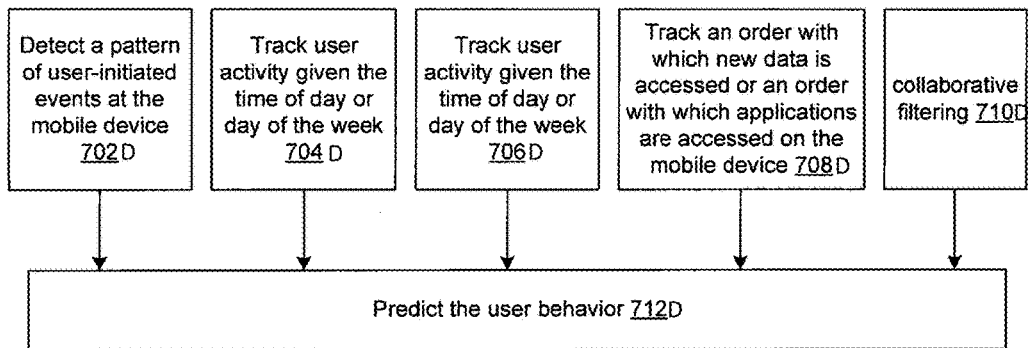 Detect a pattern
of user-initiated
events at the
mobile device
702D
Track user
activity given the
time of day or
day of the week
704 D
Track user
activity given the
time of day or
day of the week
706 D
Track an order with
which new data is
accessed or an order
with which applications
are accessed on the
mobile device 708D
collaborative
filtering 710D
Predict the user behavior 712D